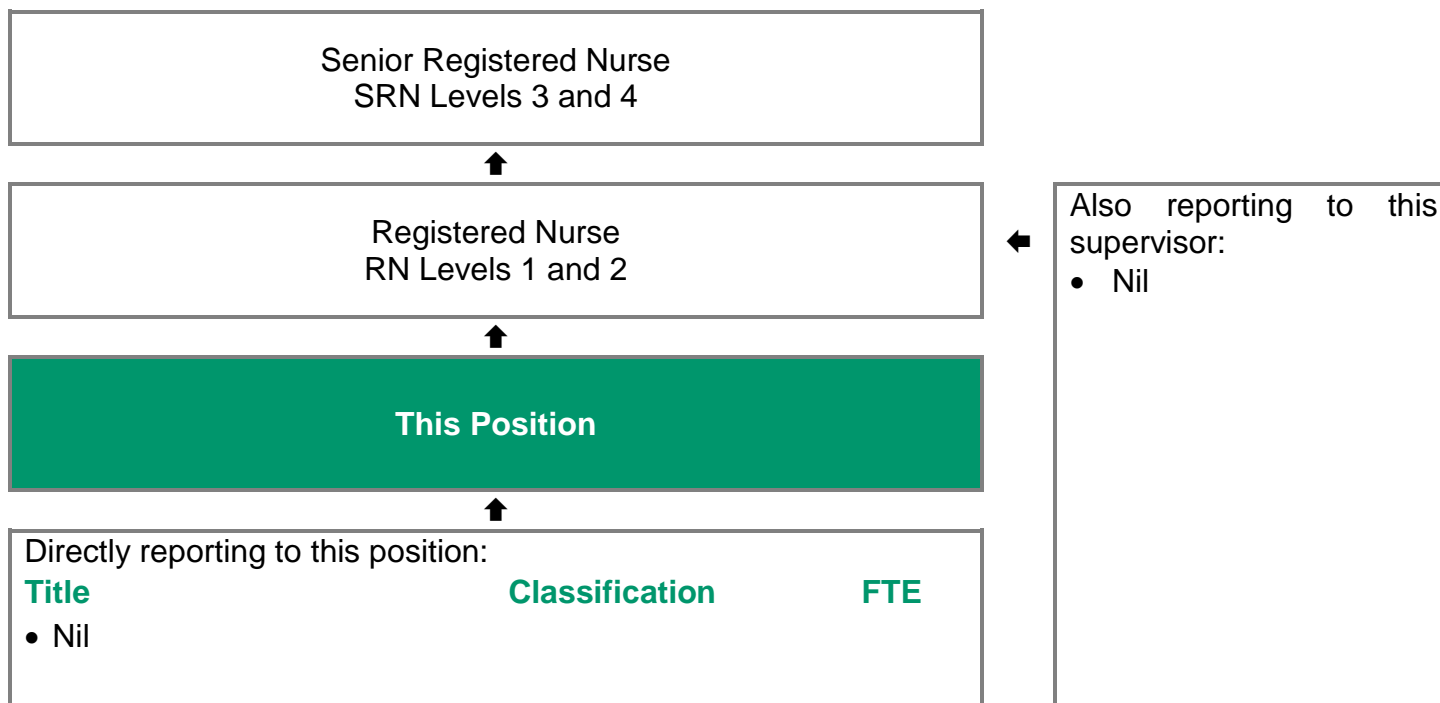 Senior Registered Nurse
SRN Levels 3 and 4
Registered Nurse
RN Levels 1 and 2
Also reporting to this
supervisor:
• Nil
This Position
Directly reporting to this position:
Title Classification FTE
• Nil